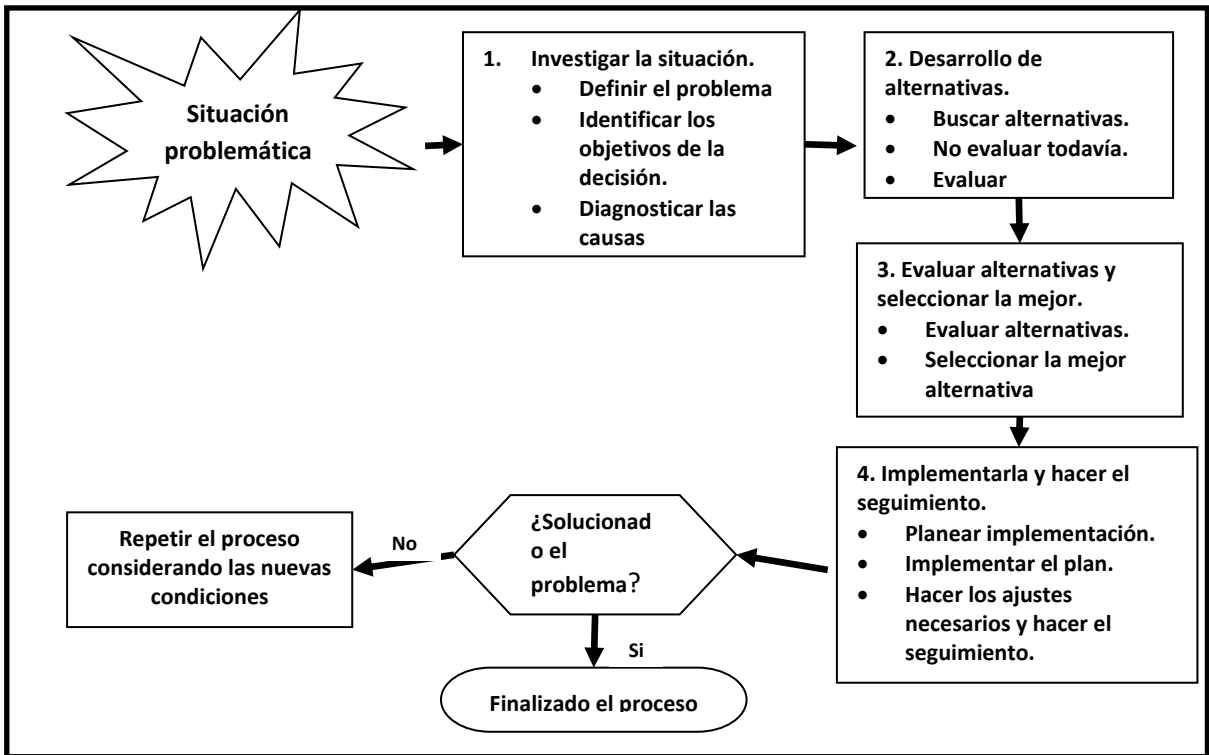 Situación
problemática
1. Investigar la situación.
• Definir el problema
• Identificar los
objetivos de la
decisión.
• Diagnosticar las
causas
2. Desarrollo de
alternativas.
• Buscar alternativas.
• No evaluar todavía.
• Evaluar
3. Evaluar alternativas y
seleccionar la mejor.
• Evaluar alternativas.
• Seleccionar la mejor
alternativa
4. Implementarla y hacer el
seguimiento.
• Planear implementación.
• Implementar el plan.
• Hacer los ajustes
necesarios y hacer el
seguimiento.
¿Solucionad
o el
problema?
No
Repetir el proceso
considerando las nuevas
condiciones
Si
Finalizado el proceso